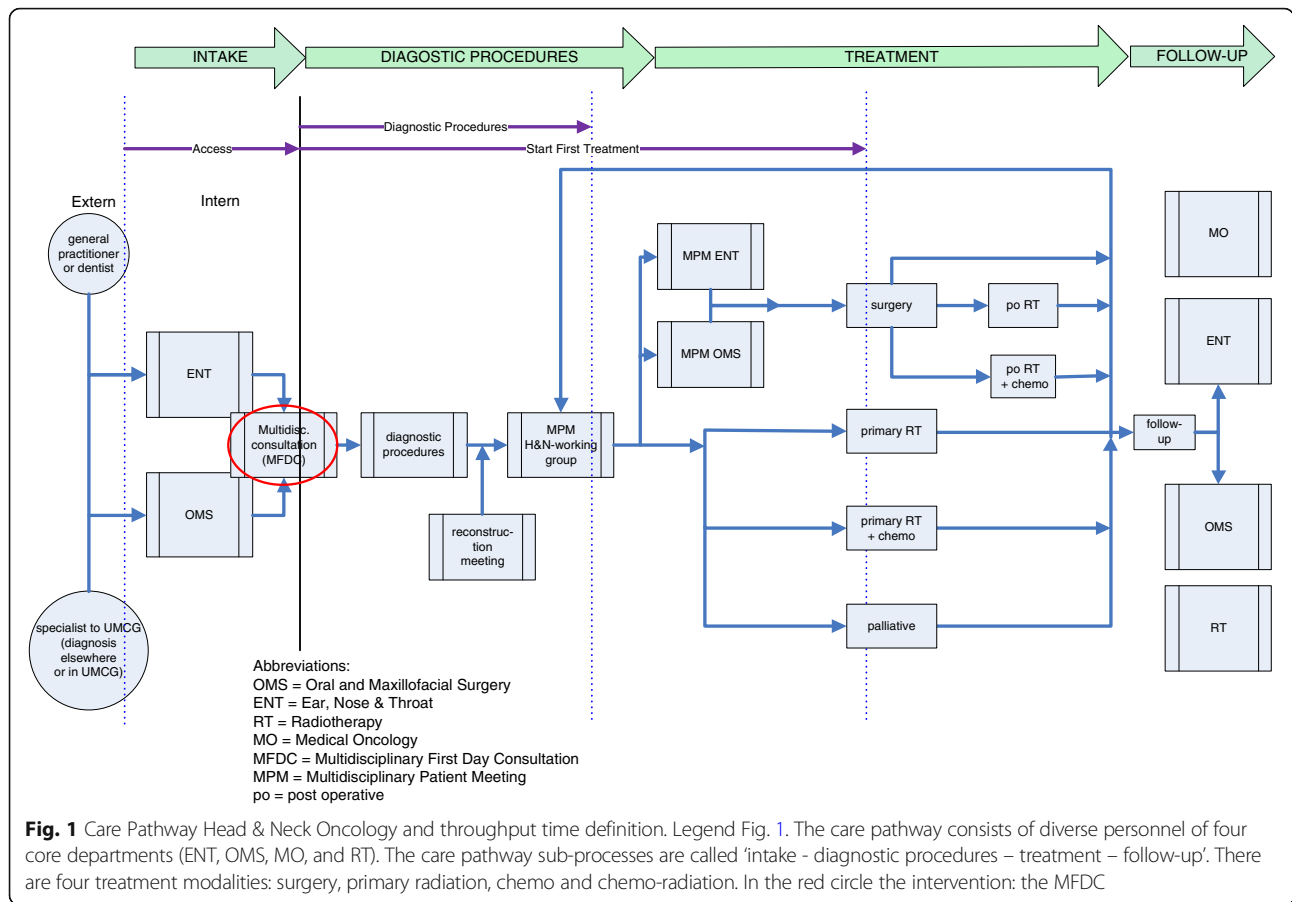 INTAKE
DIAGOSTIC PROCEDURES
TREATMENT
FOLLOW-UP
Diagnostic Procedures
Access
Start First Treatment
Extern
Intern
general
practitioner
or dentist
specialist to UMCG
(diagnosis
elsewhere
or in UMCG)
ENT
OMS
Multidisc.
consultation
(MFDC)
diagnostic
procedures
reconstruc-
tion
meeting
MPM
H&N-working
group
MPM ENT
MPM OMS
surgery
po RT
po RT
+ chemo
primary RT
primary RT
+ chemo
palliative
follow-
up
MO
ENT
OMS
RT
Abbreviations:
OMS = Oral and Maxillofacial Surgery
ENT = Ear, Nose & Throat
RT = Radiotherapy
MO = Medical Oncology
MFDC = Multidisciplinary First Day Consultation
MPM = Multidisciplinary Patient Meeting
po = post operative
Fig. 1 Care Pathway Head & Neck Oncology and throughput time definition. Legend Fig. 1. The care pathway consists of diverse personnel of four
core departments (ENT, OMS, MO, and RT). The care pathway sub-processes are called ‘intake - diagnostic procedures – treatment – follow-up’. There
are four treatment modalities: surgery, primary radiation, chemo and chemo-radiation. In the red circle the intervention: the MFDC